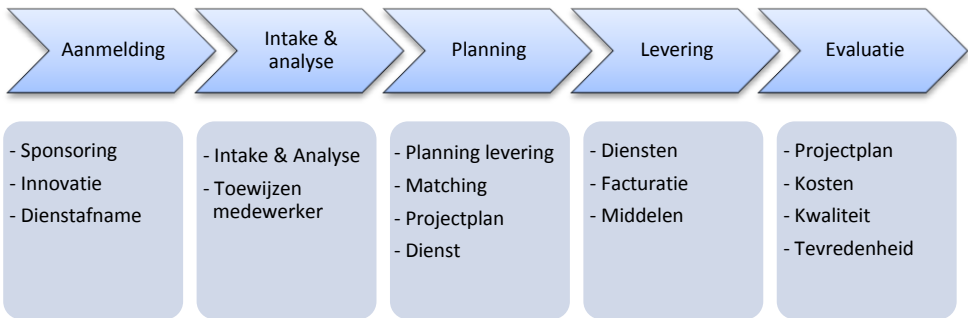 Aanmelding
Intake &
analyse
Planning
Levering
Evaluatie
- Sponsoring
- Innovatie
- Dienstafname
- Intake & Analyse
- Toewijzen
medewerker
- Planning levering
- Matching
- Projectplan
- Dienst
- Diensten
- Facturatie
- Middelen
- Projectplan
- Kosten
- Kwaliteit
- Tevredenheid